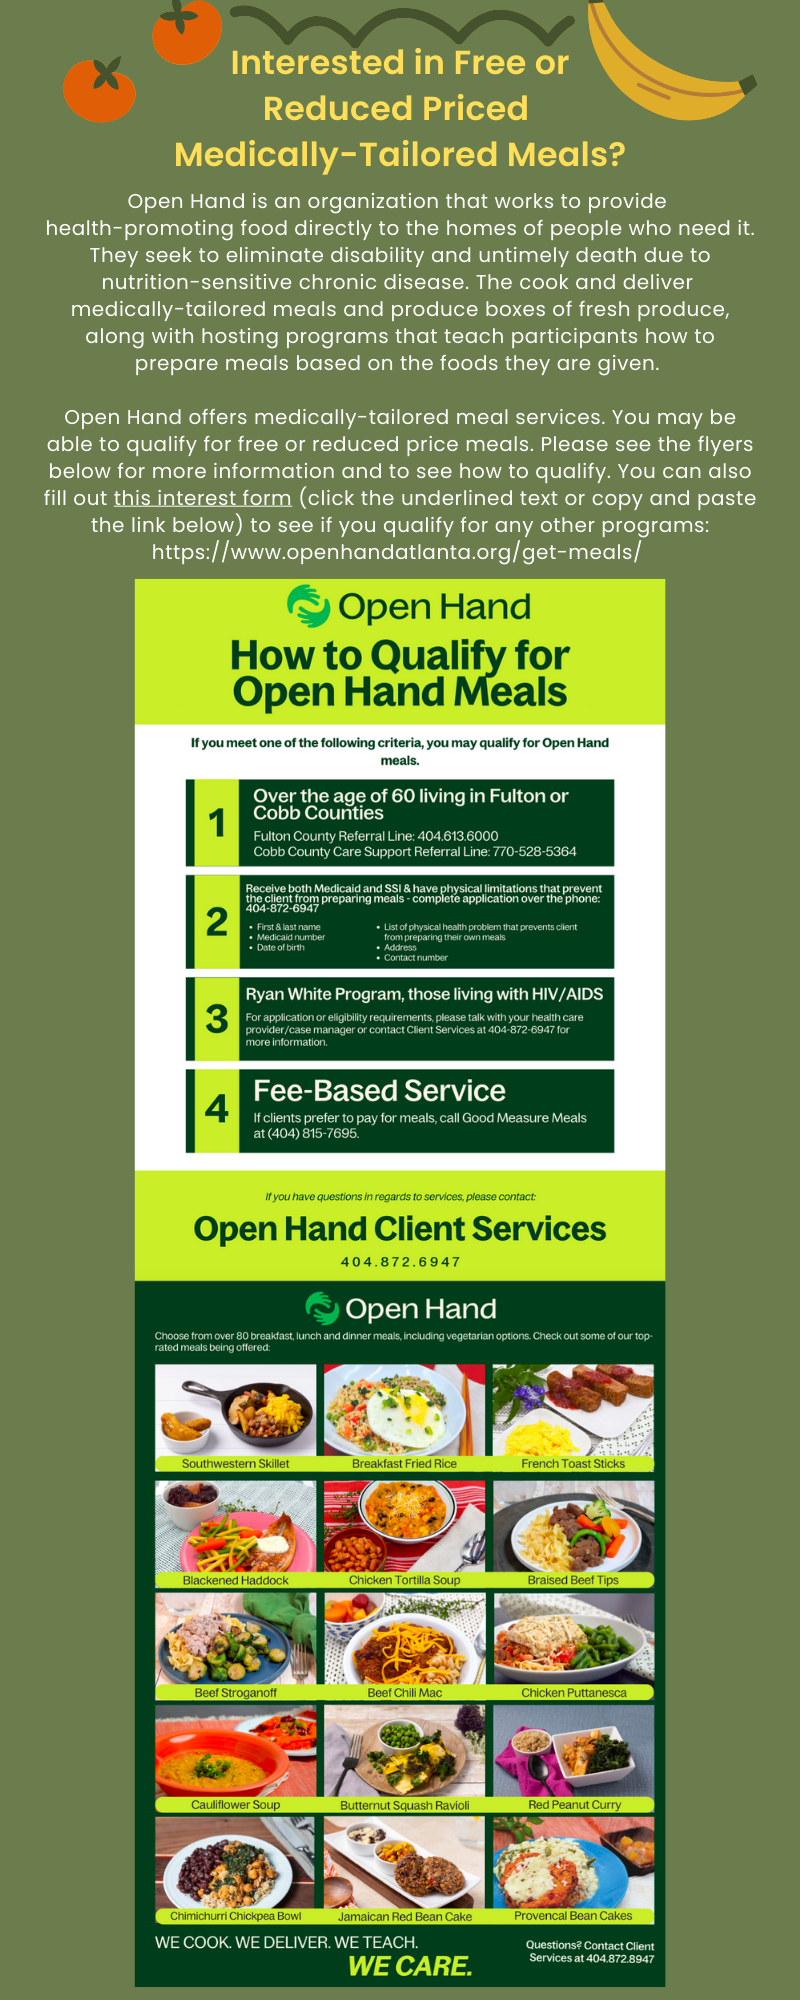 Interested in Free or
Reduced Priced
Medically-Tailored Meals?
Open Hand is an organization that works to provide
health-promoting food directly to the homes of people who need it.
They seek to eliminate disability and untimely death due to
nutrition-sensitive chronic disease. The cook and deliver
medically-tailored meals and produce boxes of fresh produce,
along with hosting programs that teach participants how to
prepare meals based on the foods they are given.
Open Hand offers medically-tailored meal services. You may be
able to qualify for free or reduced price meals. Please see the flyers
below for more information and to see how to qualify. You can also
fill out this interest form (click the underlined text or copy and paste
the link below) to see if you qualify for any other programs:
https://www.openhandatlanta.org/get-meals/
Open Hand
How to Qualify for
Open Hand Meals
If you meet one of the following criteria, you may qualify for Open Hand
meals.
1
Over the age of 60 living in Fulton or
Cobb Counties
Fulton County Referral Line: 404.613.6000
Cobb County Care Support Referral Line: 770-528-5364
2
Receive both Medicaid and SSI & have physical limitations that prevent
the client from preparing meals - complete application over the phone:
404-872-6947
• First & last name
• Medicaid number
• Date of birth
• List of physical health problem that prevents client
from preparing their own meals
• Address
• Contact number
3
Ryan White Program, those living with HIV/AIDS
For application or eligibility requirements, please talk with your health care
provider/case manager or contact Client Services at 404-872-6947 for
more information.
4
Fee-Based Service
If clients prefer to pay for meals, call Good Measure Meals
at (404) 815-7695.
If you have questions in regards to services, please contact:
Open Hand Client Services
404.872.6947
Open Hand
Choose from over 80 breakfast, lunch and dinner meals, including vegetarian options. Check out some of our top-
rated meals being offered:
Southwestern Skillet
Breakfast Fried Rice
French Toast Sticks
Blackened Haddock
Chicken Tortilla Soup
Braised Beef Tips
Beef Stroganoff
Beef Chili Mac
Chicken Puttanesca
Cauliflower Soup
Butternut Squash Ravioli
Red Peanut Curry
Chimichurri Chickpea Bowl
Jamaican Red Bean Cake
Provencal Bean Cakes
WE COOK. WE DELIVER. WE TEACH.
WE CARE.
Questions? Contact Client
Services at 404.872.8947